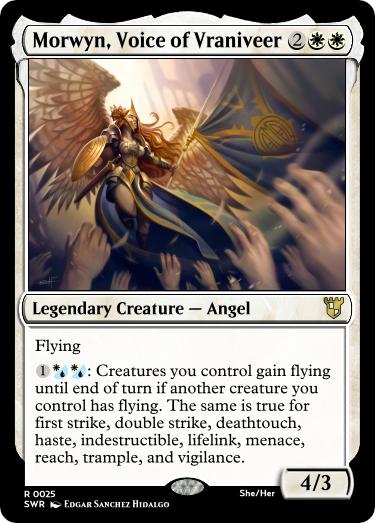 Morwyn, Voice of Vraniveer 2
Legendary Creature — Angel
Flying
1 : Creatures you control gain flying
until end of turn if another creature you
control has flying. The same is true for
first strike, double strike, deathtouch,
haste, indestructible, lifelink, menace,
reach, trample, and vigilance.
4/3
R 0025
She/Her
SWR Edgar Sanchez Hidalgo